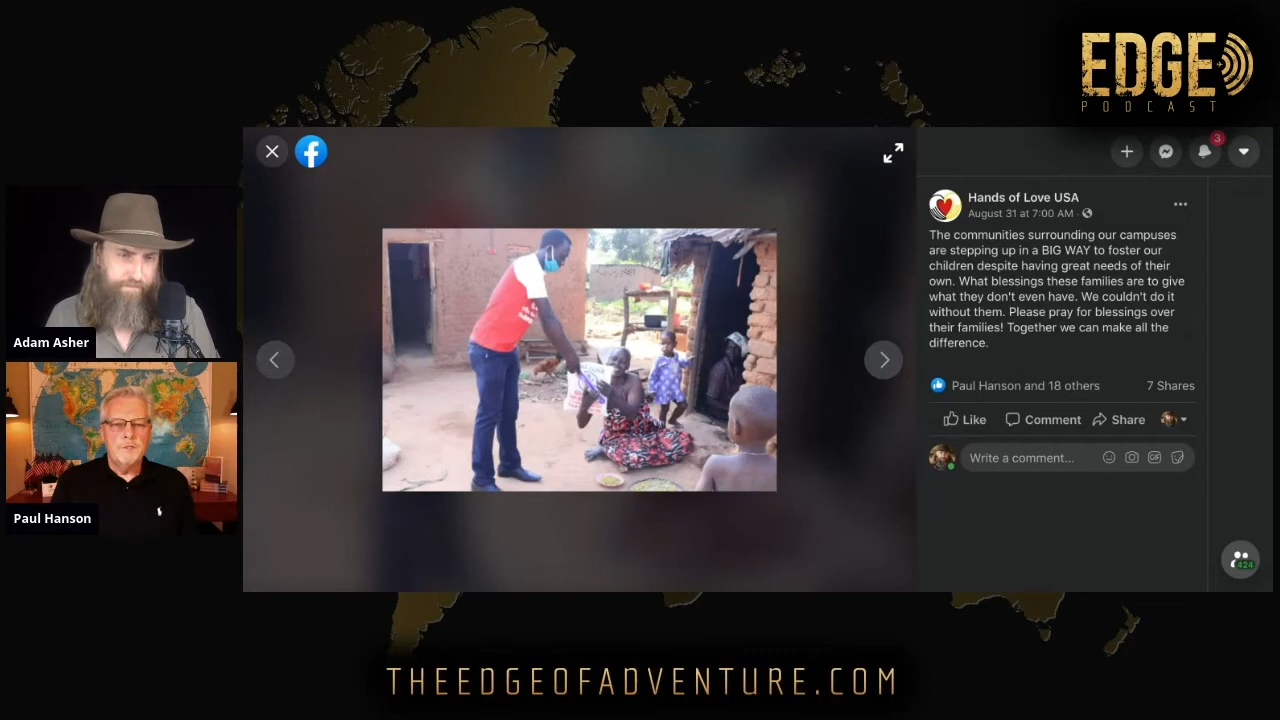 EDGE
PODCAST
3
Hands of Love USA
August 31 at 7:00 AM ·
The communities surrounding our campuses
are stepping up in a BIG WAY to foster our
children despite having great needs of their
own. What blessings these families are to give
what they don't even have. We couldn't do it
without them. Please pray for blessings over
their families! Together we can make all the
difference.
Paul Hanson and 18 others 7 Shares
Like Comment Share
Write a comment...
GIF
424
Adam Asher
Paul Hanson
THEEDGEOFADVENTURE.COM